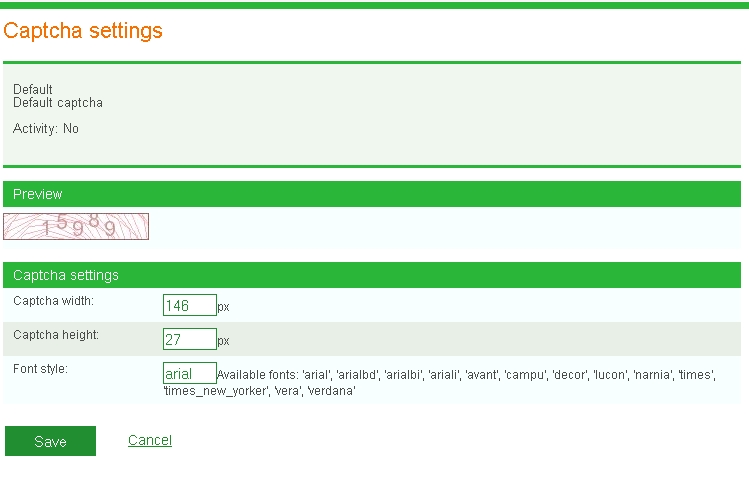 Captcha settings
Default
Default captcha
Activity: No
Preview
15989
Captcha settings
Captcha width: 146 px
Captcha height: 27 px
Font style: arial Available fonts: 'arial', 'arialbd', 'arialbi', 'ariali', 'avant', 'campu', 'decor', 'lucon', 'narnia', 'times',
'times_new_yorker', 'vera', 'verdana'
Save Cancel